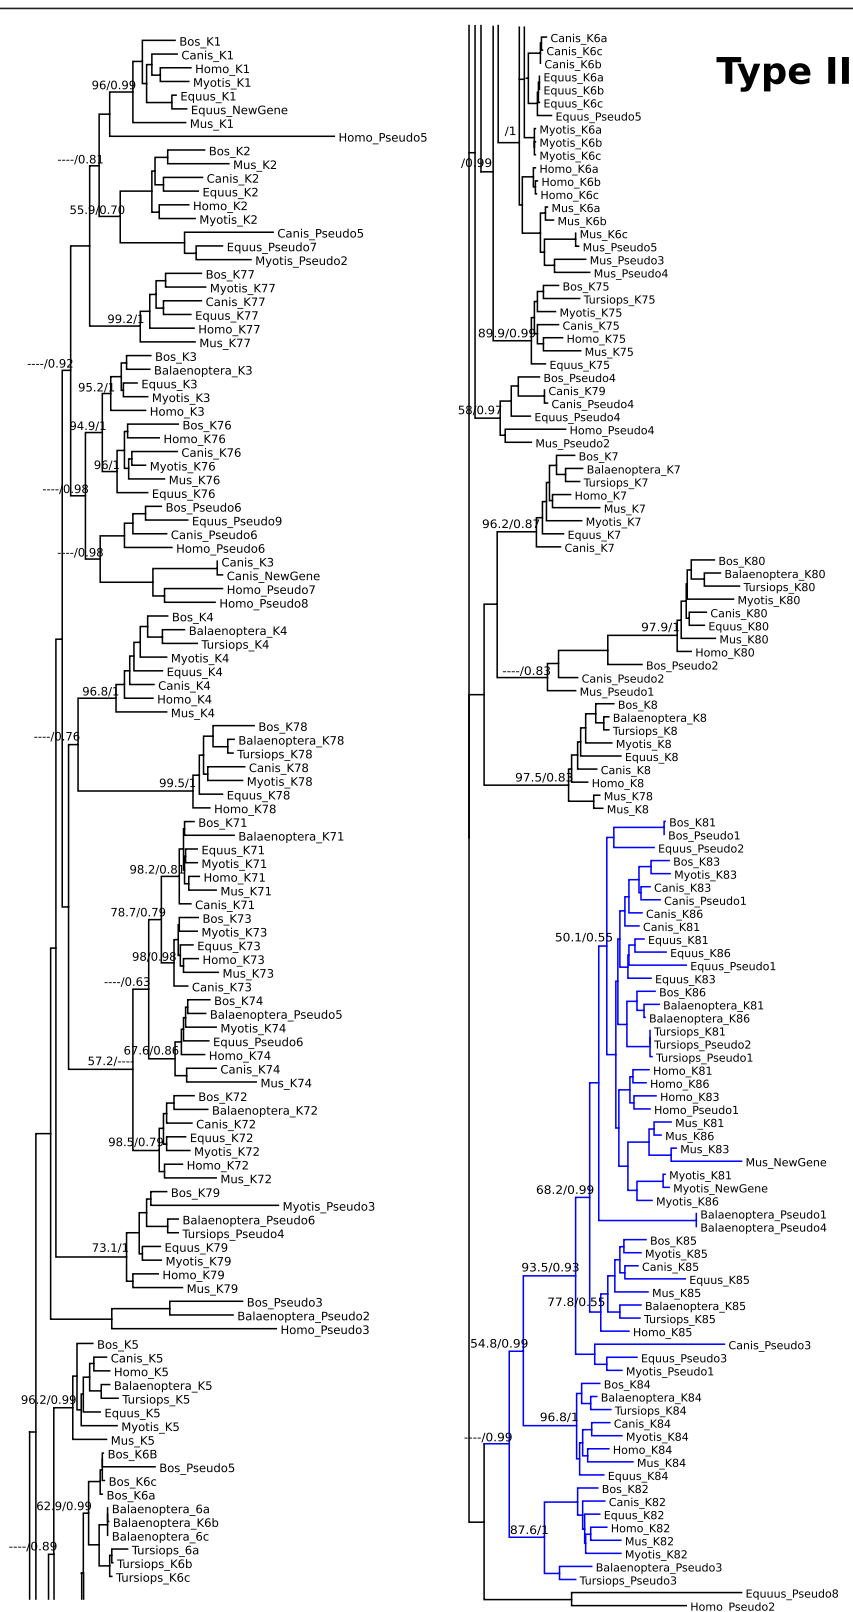 Bos_K1
Canis_K1
Homo_K1
Myotis_K1
96/0.99
Equus_K1
Equus_NewGene
Mus_K1
Homo_Pseudo5
Bos_K2
----/0.81
Mus_K2
Canis_K2
Equus_K2
Homo_K2
55.9/0.70
Myotis_K2
Canis_Pseudo5
Equus_Pseudo7
Myotis_Pseudo2
Bos_K77
Myotis_K77
Canis_K77
Equus_K77
99.2/1
Homo_K77
Mus_K77
Bos_K3
----/0.92
Balaenoptera_K3
Equus_K3
95.2/1
Myotis_K3
Homo_K3
Bos_K76
94.9/1
Homo_K76
Canis_K76
96/1
Myotis_K76
Mus_K76
----/0.98
Equus_K76
Bos_Pseudo6
Equus_Pseudo9
Canis_Pseudo6
Homo_Pseudo6
----/0.98
Canis_K3
Canis_NewGene
Homo_Pseudo7
Homo_Pseudo8
Bos_K4
Balaenoptera_K4
Tursiops_K4
Myotis_K4
Equus_K4
Canis_K4
96.8/1
Homo_K4
Mus_K4
Bos_K78
----/0.76
Balaenoptera_K78
Tursiops_K78
Canis_K78
Myotis_K78
99.5/1
Equus_K78
Homo_K78
Bos_K71
Balaenoptera_K71
Equus_K71
Myotis_K71
98.2/0.81
Homo_K71
Mus_K71
Canis_K71
78.7/0.79
Bos_K73
Myotis_K73
Equus_K73
98/0.98
Homo_K73
Mus_K73
----/0.63
Canis_K73
Bos_K74
Balaenoptera_Pseudo5
Myotis_K74
Equus_Pseudo6
67.6/0.86
Homo_K74
57.2/----
Canis_K74
Mus_K74
Bos_K72
Balaenoptera_K72
Canis_K72
Equus_K72
98.5/0.79
Myotis_K72
Homo_K72
Mus_K72
Bos_K79
Myotis_Pseudo3
Balaenoptera_Pseudo6
Tursiops_Pseudo4
73.1/1
Equus_K79
Myotis_K79
Homo_K79
Mus_K79
Bos_Pseudo3
Balaenoptera_Pseudo2
Homo_Pseudo3
Bos_K5
Canis_K5
Homo_K5
Balaenoptera_K5
96.2/0.99
Tursiops_K5
Equus_K5
Myotis_K5
Mus_K5
Bos_K6B
Bos_Pseudo5
Bos_K6c
Bos_K6a
62.9/0.99
Balaenoptera_6a
Balaenoptera_K6b
Balaenoptera_6c
----/0.89
Tursiops_6a
Tursiops_K6b
Tursiops_K6c
Type II
Canis_K6a
Canis_K6c
Canis_K6b
Equus_K6a
Equus_K6b
Equus_K6c
Equus_Pseudo5
/1
Myotis_K6a
Myotis_K6b
Myotis_K6c
/0.99
Homo_K6a
Homo_K6b
Homo_K6c
Mus_K6a
Mus_K6b
Mus_K6c
Mus_Pseudo5
Mus_Pseudo3
Mus_Pseudo4
Bos_K75
Tursiops_K75
Myotis_K75
Canis_K75
89.9/0.99
Homo_K75
Mus_K75
Equus_K75
Bos_Pseudo4
Canis_K79
Canis_Pseudo4
58/0.97
Equus_Pseudo4
Homo_Pseudo4
Mus_Pseudo2
Bos_K7
Balaenoptera_K7
Tursiops_K7
Homo_K7
Mus_K7
96.2/0.87
Myotis_K7
Equus_K7
Canis_K7
Bos_K80
Balaenoptera_K80
Tursiops_K80
Myotis_K80
Canis_K80
97.9/1
Equus_K80
Mus_K80
Homo_K80
Bos_Pseudo2
----/0.83
Canis_Pseudo2
Mus_Pseudo1
Bos_K8
Balaenoptera_K8
Tursiops_K8
Myotis_K8
Equus_K8
Canis_K8
97.5/0.83
Homo_K8
Mus_K78
Mus_K8
Bos_K81
Bos_Pseudo1
Equus_Pseudo2
Bos_K83
Myotis_K83
Canis_K83
Canis_Pseudo1
Canis_K86
Canis_K81
50.1/0.55
Equus_K81
Equus_K86
Equus_Pseudo1
Equus_K83
Bos_K86
Balaenoptera_K81
Balaenoptera_K86
Tursiops_K81
Tursiops_Pseudo2
Tursiops_Pseudo1
Homo_K81
Homo_K86
Homo_K83
Homo_Pseudo1
Mus_K81
Mus_K86
Mus_K83
Mus_NewGene
Myotis_K81
68.2/0.99
Myotis_NewGene
Myotis_K86
Balaenoptera_Pseudo1
Balaenoptera_Pseudo4
Bos_K85
Myotis_K85
93.5/0.93
Canis_K85
Equus_K85
Mus_K85
77.8/0.55
Balaenoptera_K85
Tursiops_K85
Homo_K85
54.8/0.99
Canis_Pseudo3
Equus_Pseudo3
Myotis_Pseudo1
Bos_K84
Balaenoptera_K84
Tursiops_K84
96.8/1
Canis_K84
Myotis_K84
----/0.99
Homo_K84
Mus_K84
Equus_K84
Bos_K82
Canis_K82
Equus_K82
87.6/1
Homo_K82
Mus_K82
Myotis_K82
Balaenoptera_Pseudo3
Tursiops_Pseudo3
Equuus_Pseudo8
Homo_Pseudo2